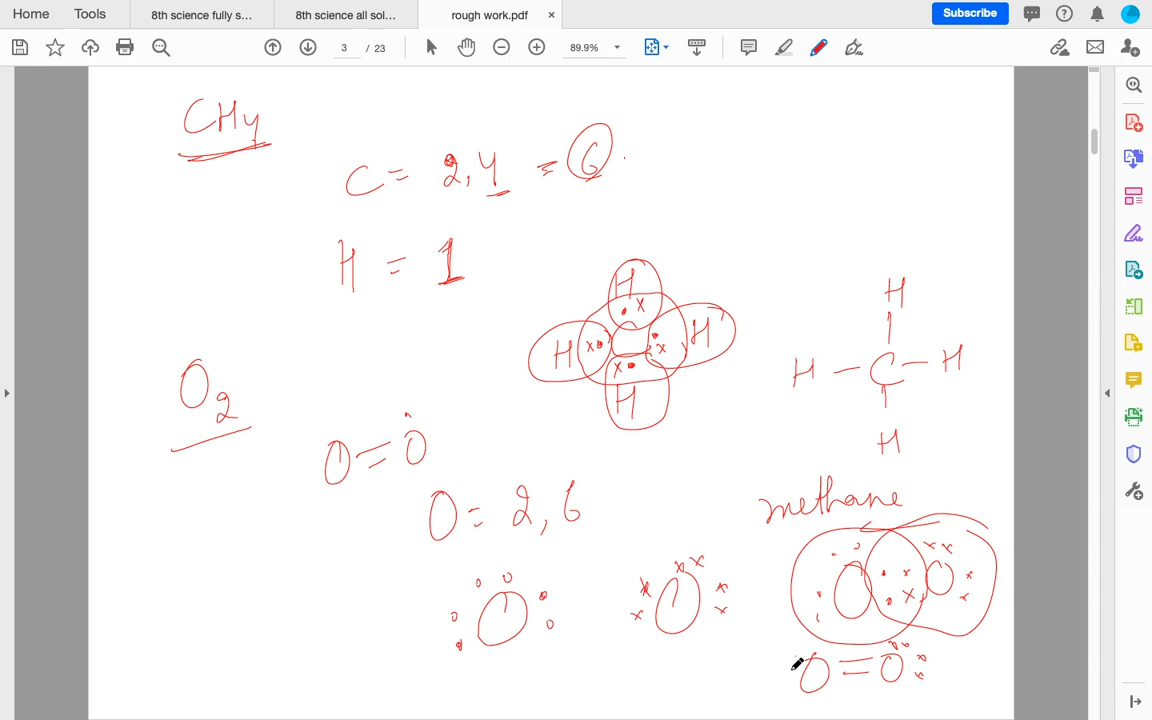 Home Tools 8th science fully s... 8th science all sol... rough work.pdf × Subscribe
3 / 23 89.9%
CH4
C = 2,4 = 6
H = 1
H
H H
H
H
H - C - H
H
methane
O2
O = O
O = 2, 6
O O
O O
O = O